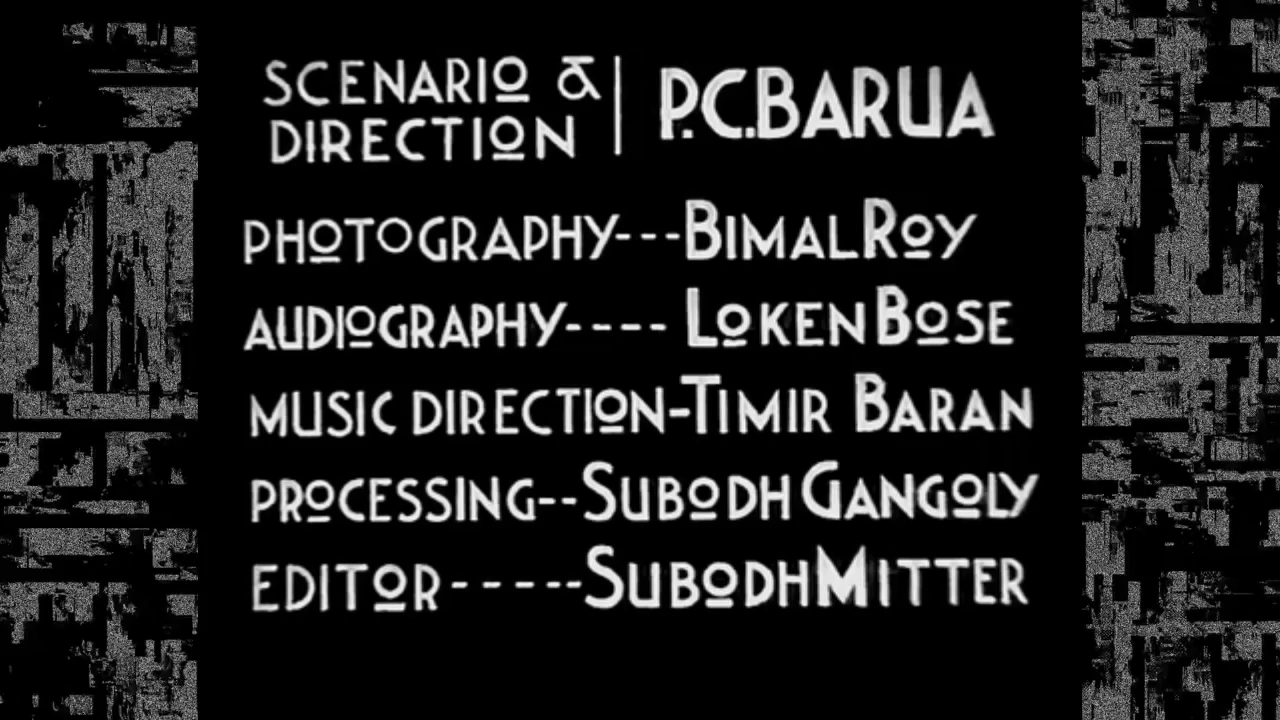 SCENARIO & DIRECTION | P.C.BARUA
PHOTOGRAPHY---BIMAL ROY
AUDIOGRAPHY---- LOKEN BOSE
MUSIC DIRECTION-TIMIR BARAN
PROCESSING--SUBODH GANGOLY
EDITOR-----SUBODH MITTER